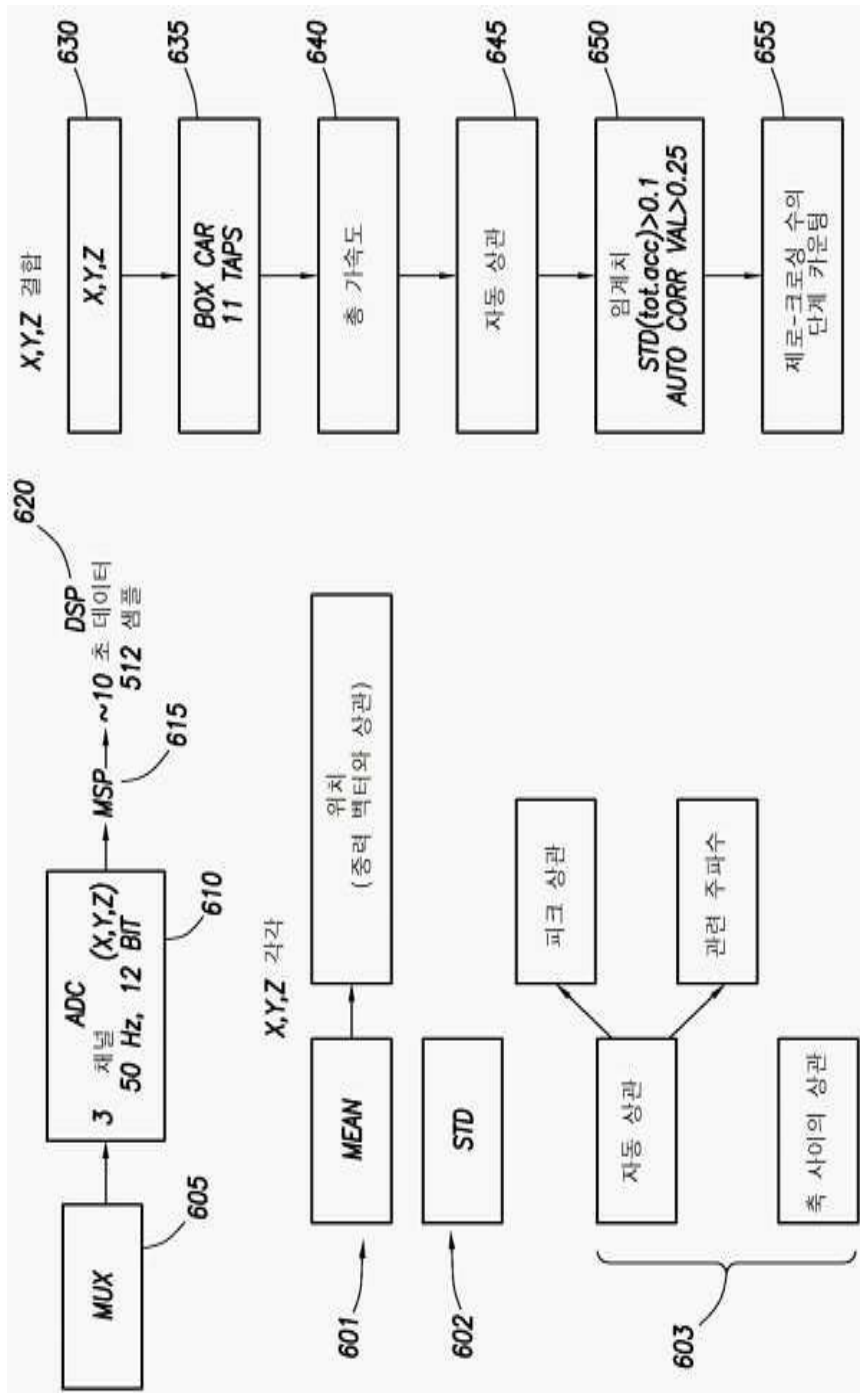 MUX
605
ADC
3 채널 (X,Y,Z)
50 Hz, 12 BIT
610
MSP
615
DSP
620
~10 초 데이터
512 샘플
X,Y,Z 각각
601
MEAN
위치
(중력 벡터와 상관)
602
STD
603
자동 상관
피크 상관
관련 주파수
축 사이의 상관
X,Y,Z 결합
X,Y,Z
630
BOX CAR
11 TAPS
635
총 가속도
640
자동 상관
645
임계치
STD(tot.acc)>0.1
AUTO CORR VAL>0.25
650
제로-크로싱 수의
단계 카운팅
655